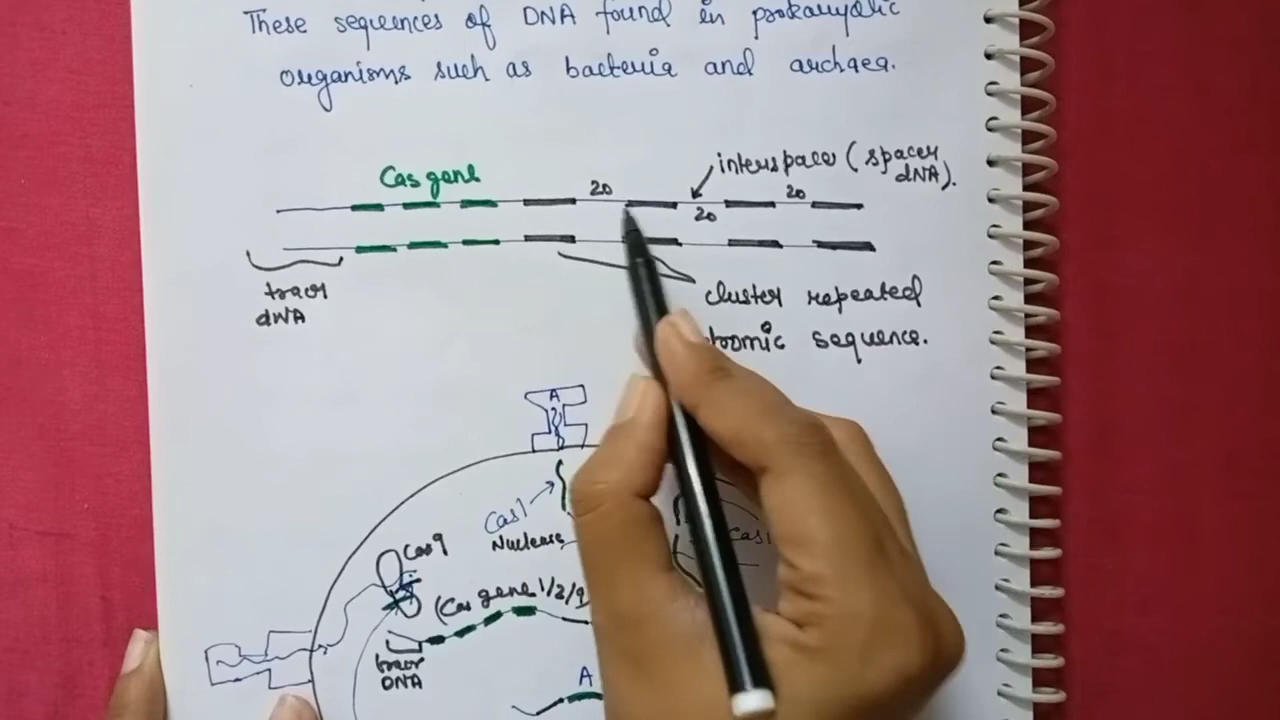 These sequences of DNA found in prokaryotic
organisms such as bacteria and archaea.
Cas gene
interspacer (spacer
dNA).
20
20
20
tracr
dNA
cluster repeated
sequence.
A
Cas1
Nuclease
Cas1
Cas9
(Cas gene 1/2/9
tracr
DNA
A